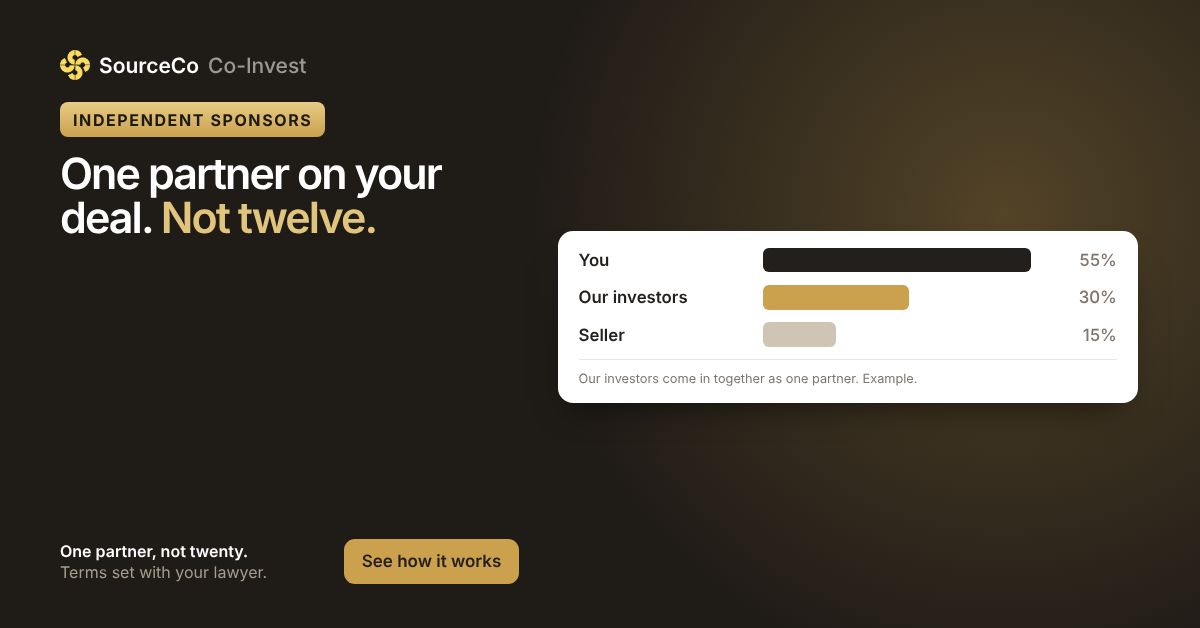 SourceCo Co-Invest
INDEPENDENT SPONSORS
One partner on your
deal. Not twelve.
You 55%
Our investors 30%
Seller 15%
Our investors come in together as one partner. Example.
One partner, not twenty.
Terms set with your lawyer.
See how it works